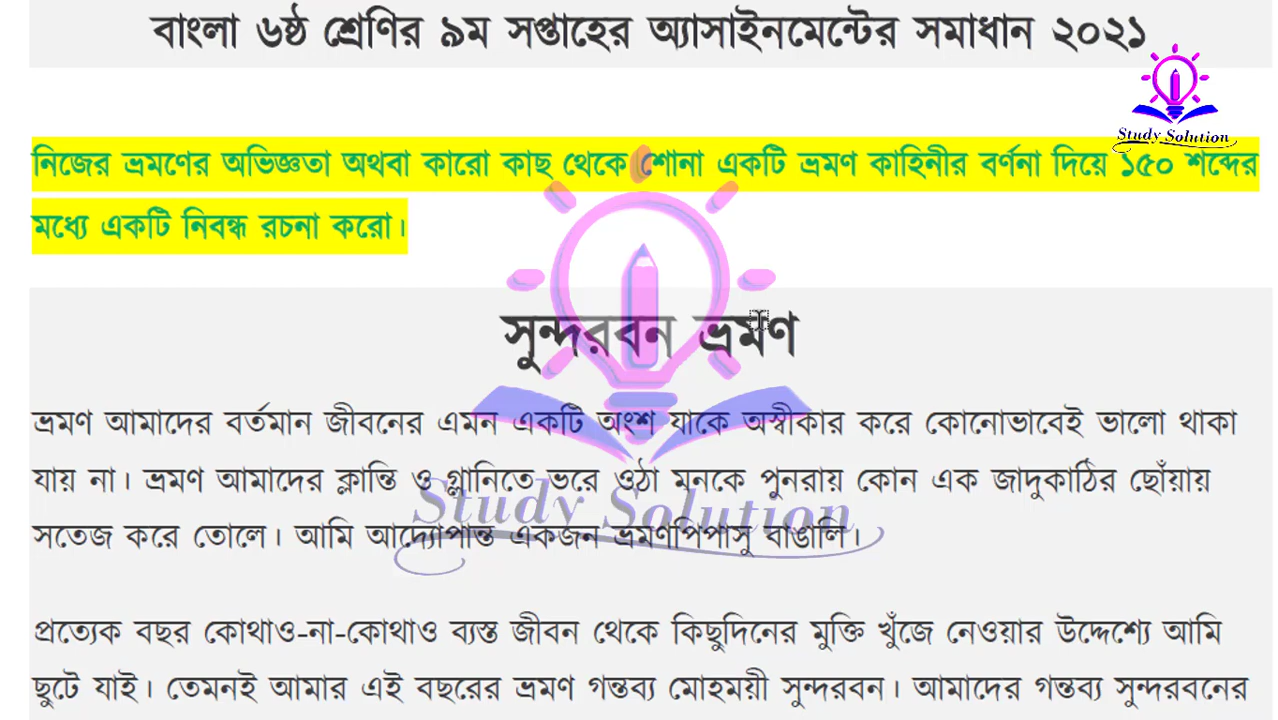 বাংলা ৬ষ্ঠ শ্রেণির ৯ম সপ্তাহের অ্যাসাইনমেন্টের সমাধান ২০২১
Study Solution
নিজের ভ্রমণের অভিজ্ঞতা অথবা কারো কাছ থেকে শোনা একটি ভ্রমণ কাহিনীর বর্ণনা দিয়ে ১৫০ শব্দের
মধ্যে একটি নিবন্ধ রচনা করো।
সুন্দরবন ভ্রমণ
ভ্রমণ আমাদের বর্তমান জীবনের এমন একটি অংশ যাকে অস্বীকার করে কোনোভাবেই ভালো থাকা
যায় না। ভ্রমণ আমাদের ক্লান্তি ও গ্লানিতে ভরে ওঠা মনকে পুনরায় কোন এক জাদুকাঠির ছোঁয়ায়
Study Solution
সতেজ করে তোলে। আমি আদ্যোপান্ত একজন ভ্রমণপিপাসু বাঙালি।
প্রত্যেক বছর কোথাও-না-কোথাও ব্যস্ত জীবন থেকে কিছুদিনের মুক্তি খুঁজে নেওয়ার উদ্দেশ্যে আমি
ছুটে যাই। তেমনই আমার এই বছরের ভ্রমণ গন্তব্য মোহময়ী সুন্দরবন। আমাদের গন্তব্য সুন্দরবনের